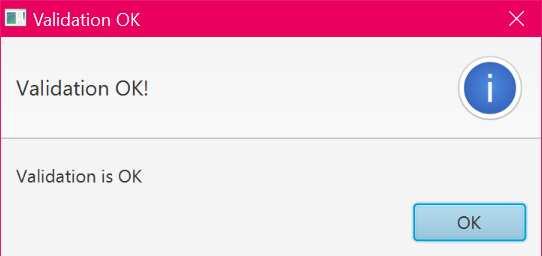 Validation OK
Validation OK!
i
Validation is OK
OK